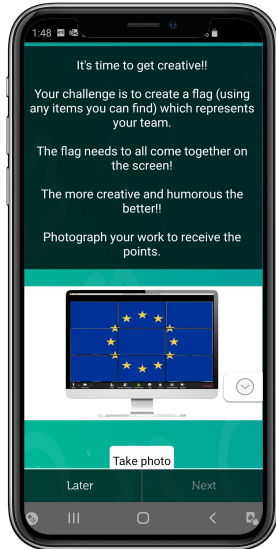 1:48
It's time to get creative!!
Your challenge is to create a flag (using
any items you can find) which represents
your team.
The flag needs to all come together on
the screen!
The more creative and humorous the
better!!
Photograph your work to receive the
points.
Take photo
Later Next